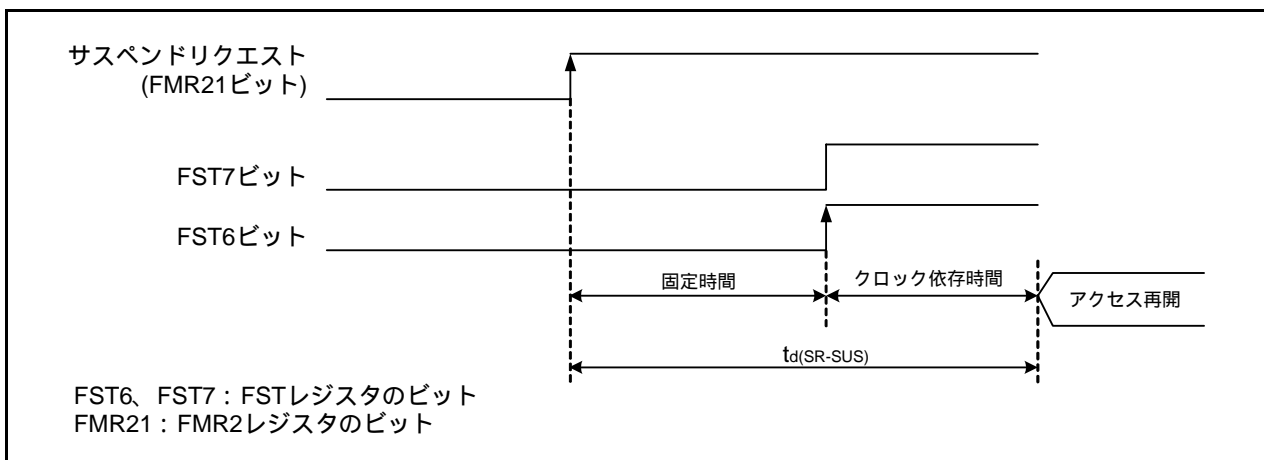 サスペンドリクエスト
(FMR21ビット)
FST7ビット
FST6ビット
固定時間
クロック依存時間
アクセス再開
td(SR-SUS)
FST6、FST7：FSTレジスタのビット
FMR21：FMR2レジスタのビット